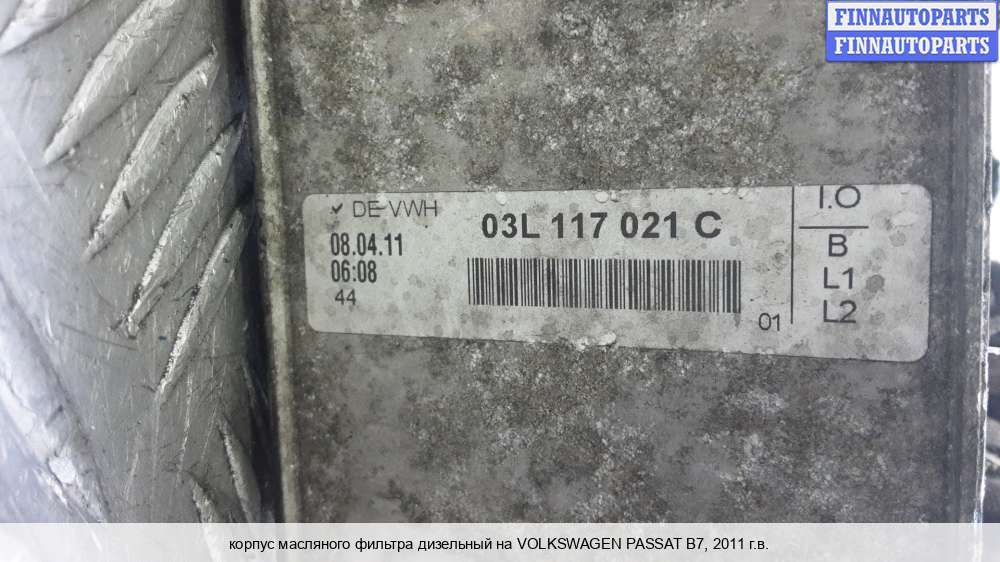 FINNAUTOPARTS
FINNAUTOPARTS
DE-VWH
08.04.11
06:08
44
03L 117 021 C
01
I.O
B
L1
L2
корпус масляного фильтра дизельный на VOLKSWAGEN PASSAT B7, 2011 г.в.